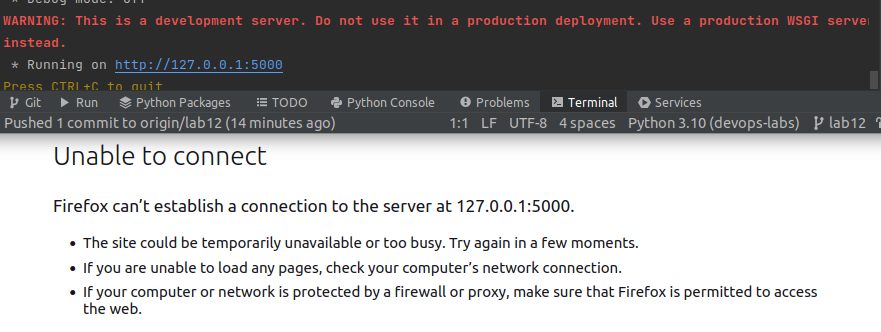 * Debug mode: off
WARNING: This is a development server. Do not use it in a production deployment. Use a production WSGI server
instead.
* Running on http://127.0.0.1:5000
Press CTRL+C to quit
Git Run Python Packages TODO Python Console Problems Terminal Services
Pushed 1 commit to origin/lab12 (14 minutes ago) 1:1 LF UTF-8 4 spaces Python 3.10 (devops-labs) lab12
Unable to connect
Firefox can’t establish a connection to the server at 127.0.0.1:5000.
• The site could be temporarily unavailable or too busy. Try again in a few moments.
• If you are unable to load any pages, check your computer’s network connection.
• If your computer or network is protected by a firewall or proxy, make sure that Firefox is permitted to access
the web.